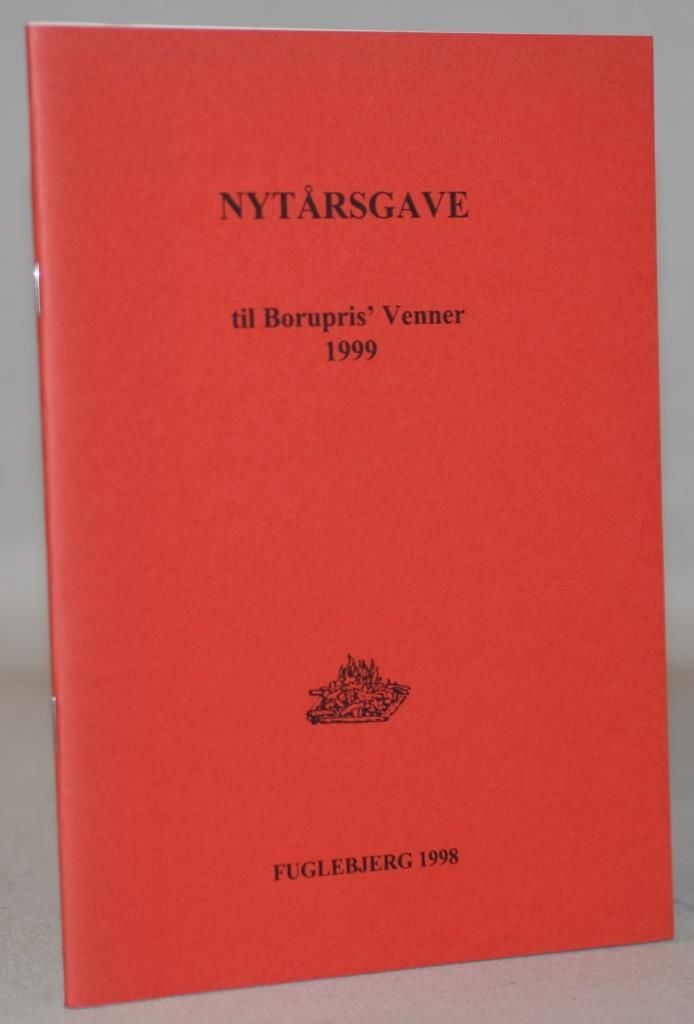 NYTÅRSGAVE
til Borupris’ Venner
1999
FUGLEBJERG 1998